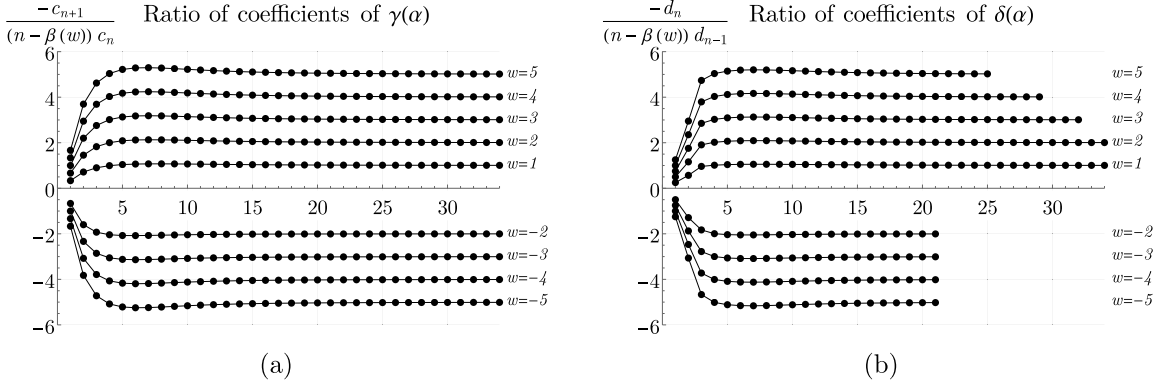 −c_{n+1} / (n−β(w)) c_n
Ratio of coefficients of γ(α)
6
4
2
0
−2
−4
−6
5 10 15 20 25 30
w=5
w=4
w=3
w=2
w=1
w=−2
w=−3
w=−4
w=−5
(a)
−d_n / (n−β(w)) d_{n−1}
Ratio of coefficients of δ(α)
6
4
2
0
−2
−4
−6
5 10 15 20 25 30
w=5
w=4
w=3
w=2
w=1
w=−2
w=−3
w=−4
w=−5
(b)